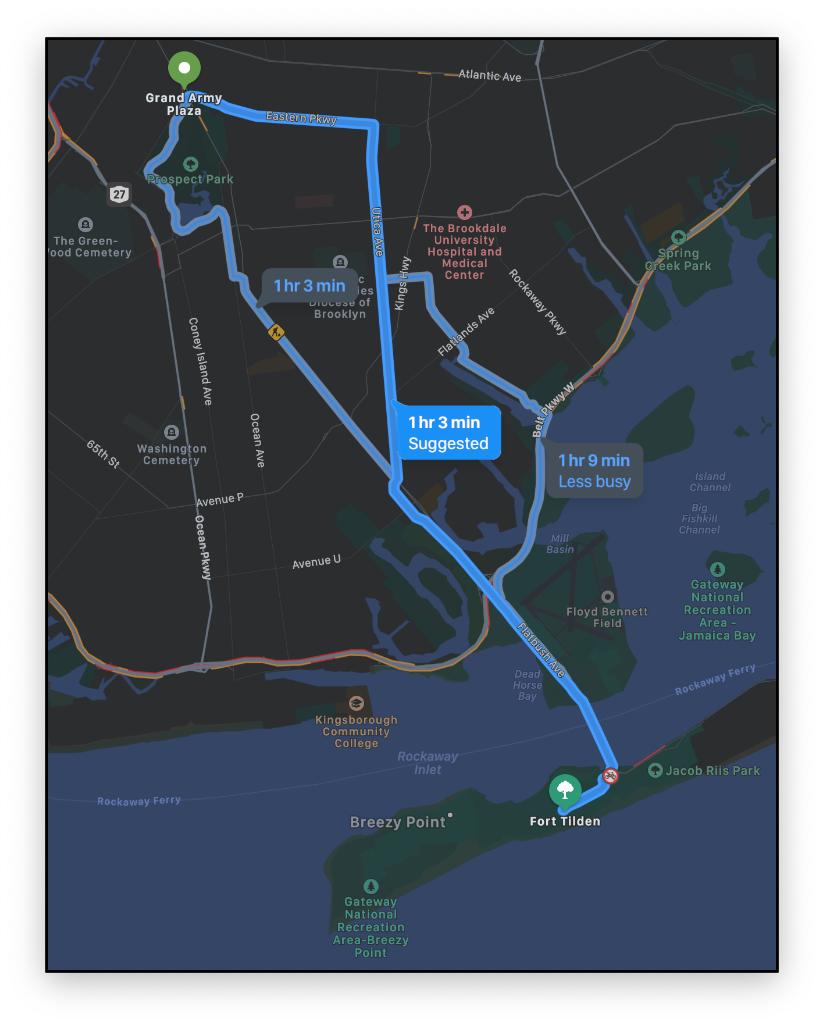 Atlantic Ave
Grand Army
Plaza
Eastern Pkwy
Prospect Park
27
The Green-
ood Cemetery
The Brookdale
University
Hospital and
Medical
Center
Utica Ave
Kings Hwy
Spring
Creek Park
Rockaway Pkwy
1 hr 3 min
c
ies
Diocese of
Brooklyn
Flatlands Ave
Coney Island Ave
Belt Pkwy W
1 hr 3 min
Suggested
Ocean Ave
65th St
Washington
Cemetery
1 hr 9 min
Less busy
Island
Channel
Avenue P
Big
Fishkill
Channel
Ocean Pkwy
Mill
Basin
Avenue U
Gateway
National
Recreation
Area -
Jamaica Bay
Floyd Bennett
Field
Flatbush Ave
Dead
Horse
Bay
Rockaway Ferry
Kingsborough
Community
College
Rockaway
Inlet
Jacob Riis Park
Rockaway Ferry
Breezy Point
Fort Tilden
Gateway
National
Recreation
Area-Breezy
Point